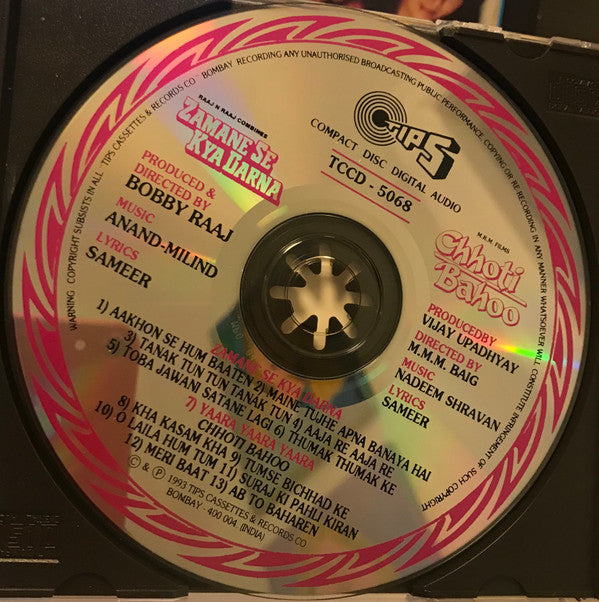 WARNING: COPYRIGHT SUBSISTS IN ALL - TIPS CASSETTES & RECORDS CO - BOMBAY. RECORDING ANY UNAUTHORISED BROADCASTING PUBLIC PERFORMANCE, COPYING OR RE RECORDING IN ANY MANNER WHATSOEVER WILL CONSTITUTE INFRINGEMENT OF SUCH COPYRIGHT
TIPS
COMPACT DISC DIGITAL AUDIO
TCCD - 5068
RAAJ N RAAJ COMBINES
ZAMANE SE
KYA DARNA
PRODUCED &
DIRECTED BY
BOBBY RAAJ
MUSIC
ANAND-MILIND
LYRICS
SAMEER
M.R.M. FILMS
Chhoti
Bahoo
PRODUCED BY
VIJAY UPADHYAY
DIRECTED BY
M.M.M. BAIG
MUSIC
NADEEM SHRAVAN
LYRICS
SAMEER
ZAMANE SE KYA DARNA
1) AAKHON SE HUM BAATEN 2) MAINE TUJHE APNA BANAYA HAI
3) TANAK TUN TUN TANAK TUN 4) AAJA RE AAJA RE
5) TOBA JAWANI SATANE LAGI 6) THUMAK THUMAK KE
7) YAARA YAARA YAARA
CHHOTI BAHOO
8) KHA KASAM KHA 9) TUMSE BICHHAD KE
10) O LAILA HUM TUM 11) SURAJ KI PAHLI KIRAN
12) MERI BAAT 13) AB TO BAHAREN
© & ℗ 1993 TIPS CASSETTES & RECORDS CO
BOMBAY - 400 004 (INDIA)